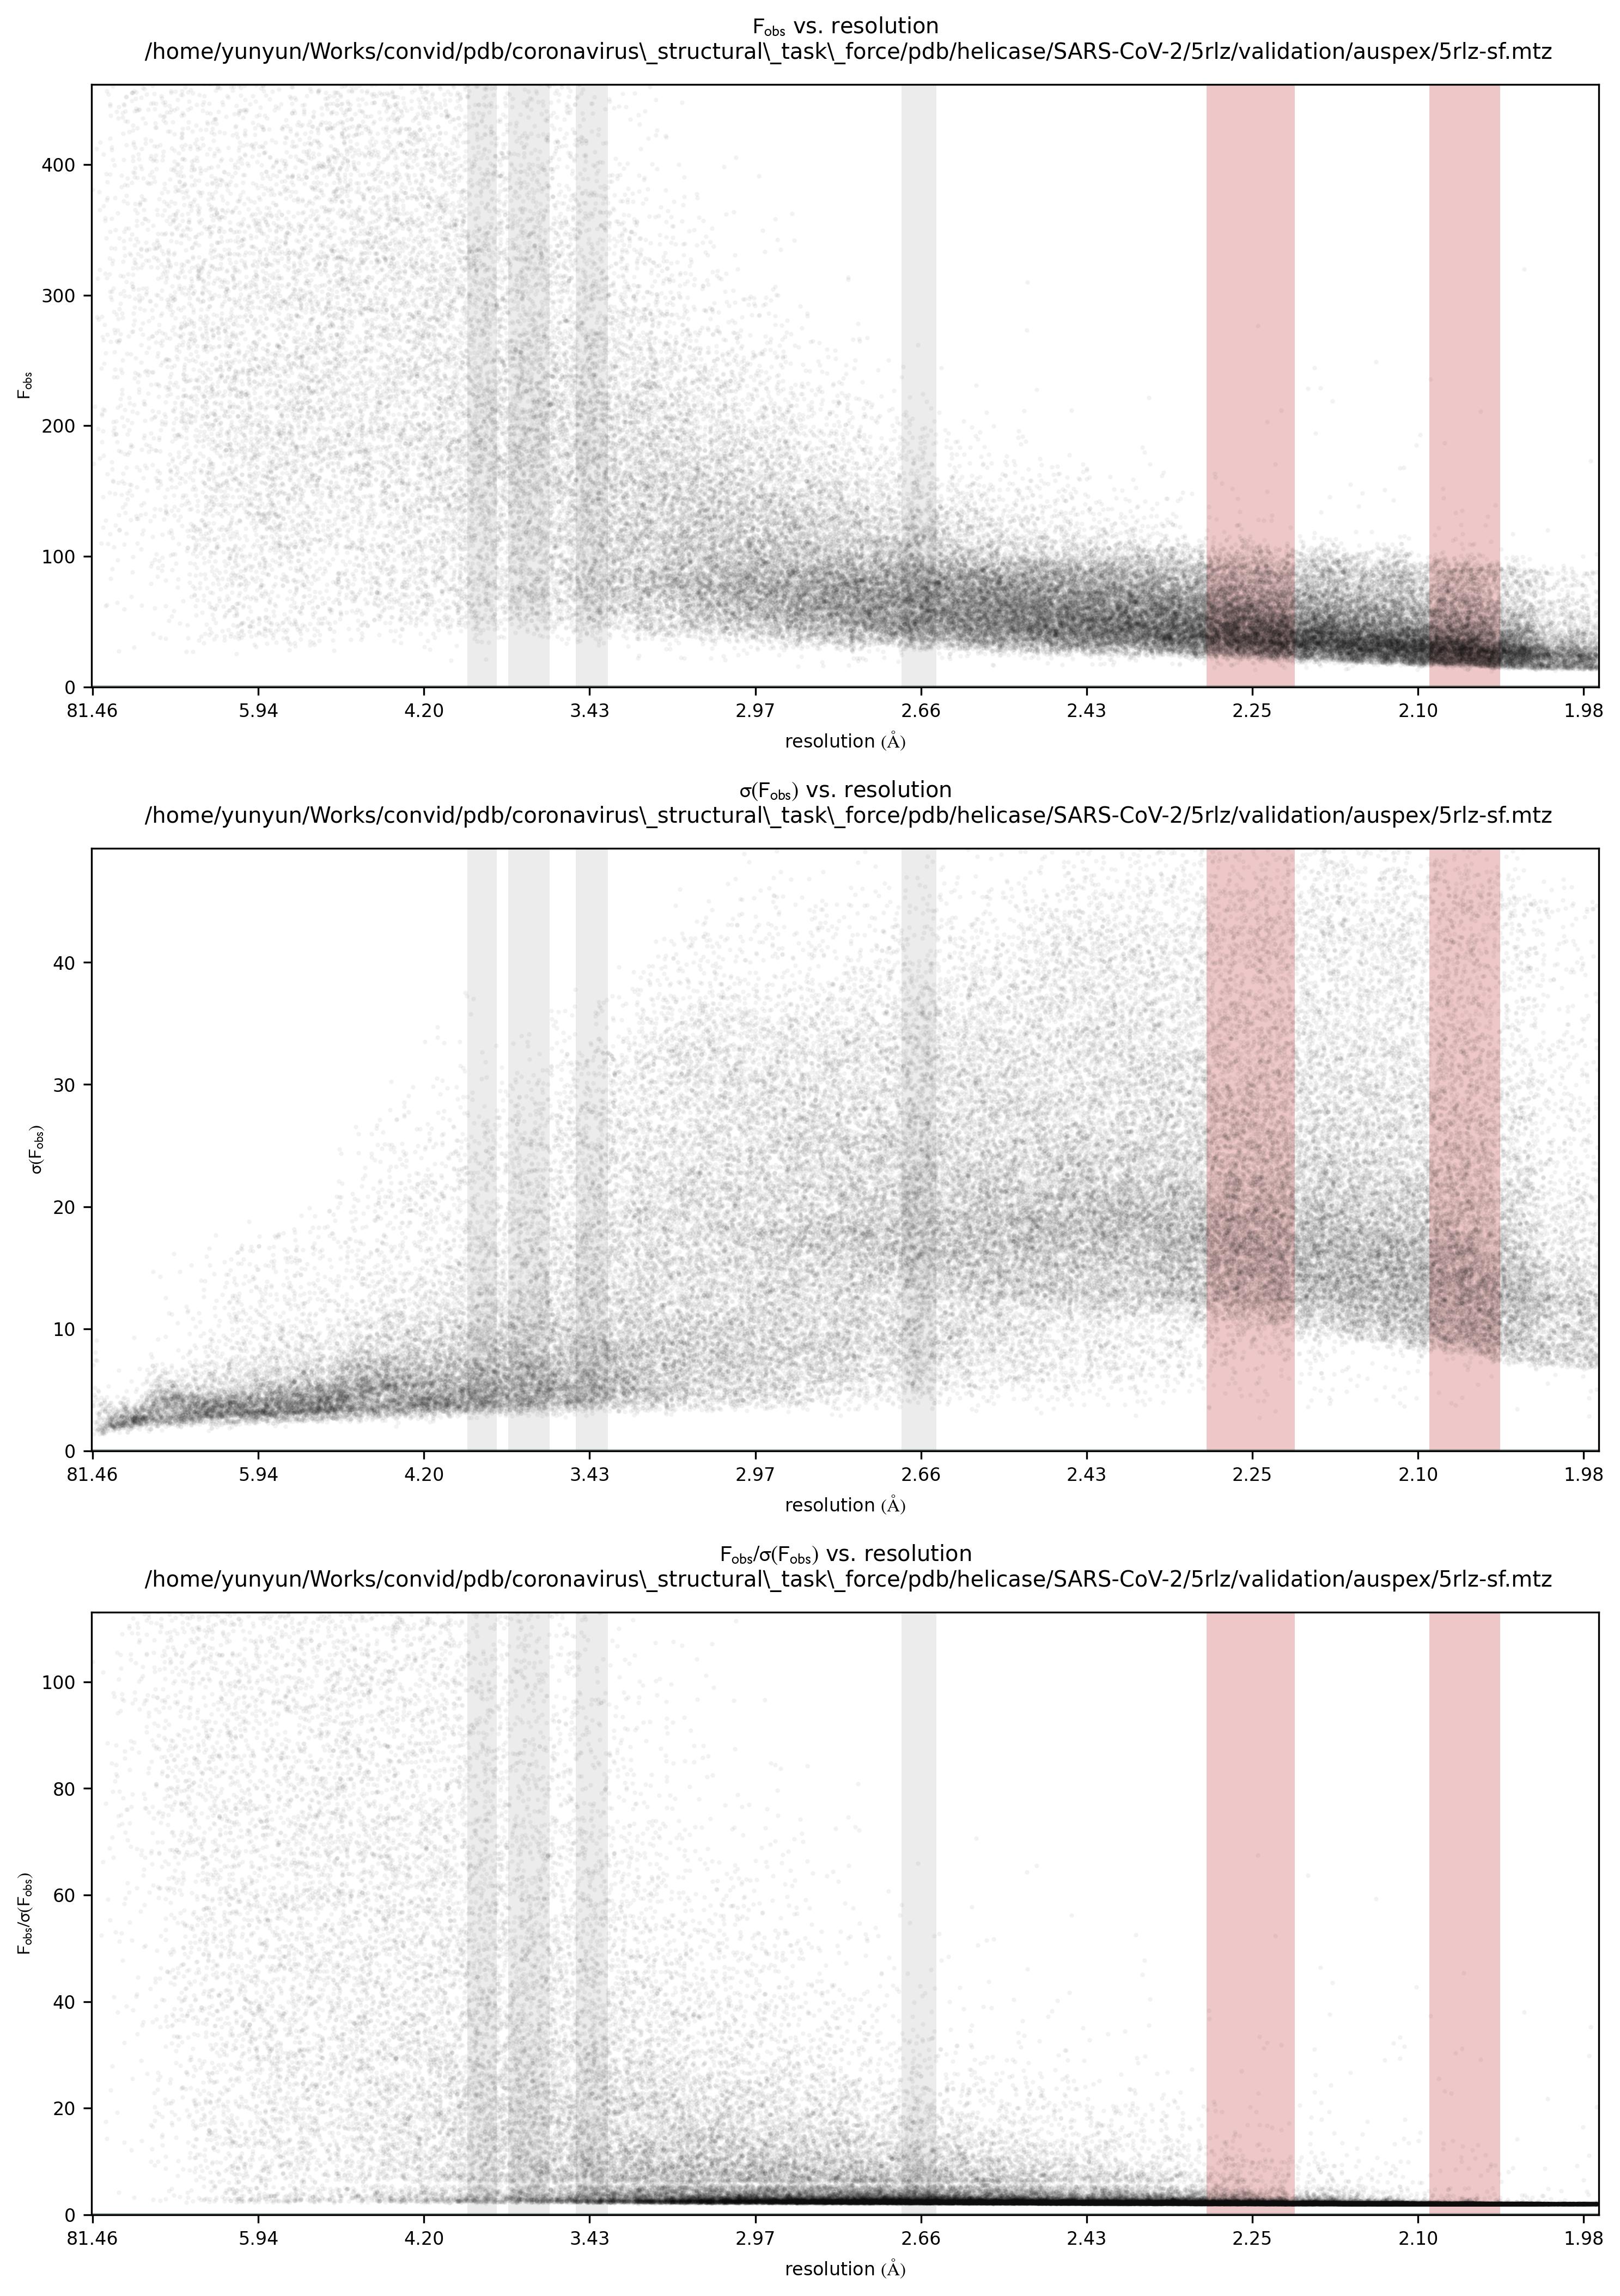 Fobs vs. resolution
/home/yunyun/Works/convid/pdb/coronavirus\_structural\_task\_force/pdb/helicase/SARS-CoV-2/5rlz/validation/auspex/5rlz-sf.mtz
400
300
200
100
0
Fobs
81.46 5.94 4.20 3.43 2.97 2.66 2.43 2.25 2.10 1.98
resolution (Å)
σ(Fobs) vs. resolution
/home/yunyun/Works/convid/pdb/coronavirus\_structural\_task\_force/pdb/helicase/SARS-CoV-2/5rlz/validation/auspex/5rlz-sf.mtz
40
30
20
10
0
σ(Fobs)
81.46 5.94 4.20 3.43 2.97 2.66 2.43 2.25 2.10 1.98
resolution (Å)
Fobs/σ(Fobs) vs. resolution
/home/yunyun/Works/convid/pdb/coronavirus\_structural\_task\_force/pdb/helicase/SARS-CoV-2/5rlz/validation/auspex/5rlz-sf.mtz
100
80
60
40
20
0
Fobs/σ(Fobs)
81.46 5.94 4.20 3.43 2.97 2.66 2.43 2.25 2.10 1.98
resolution (Å)